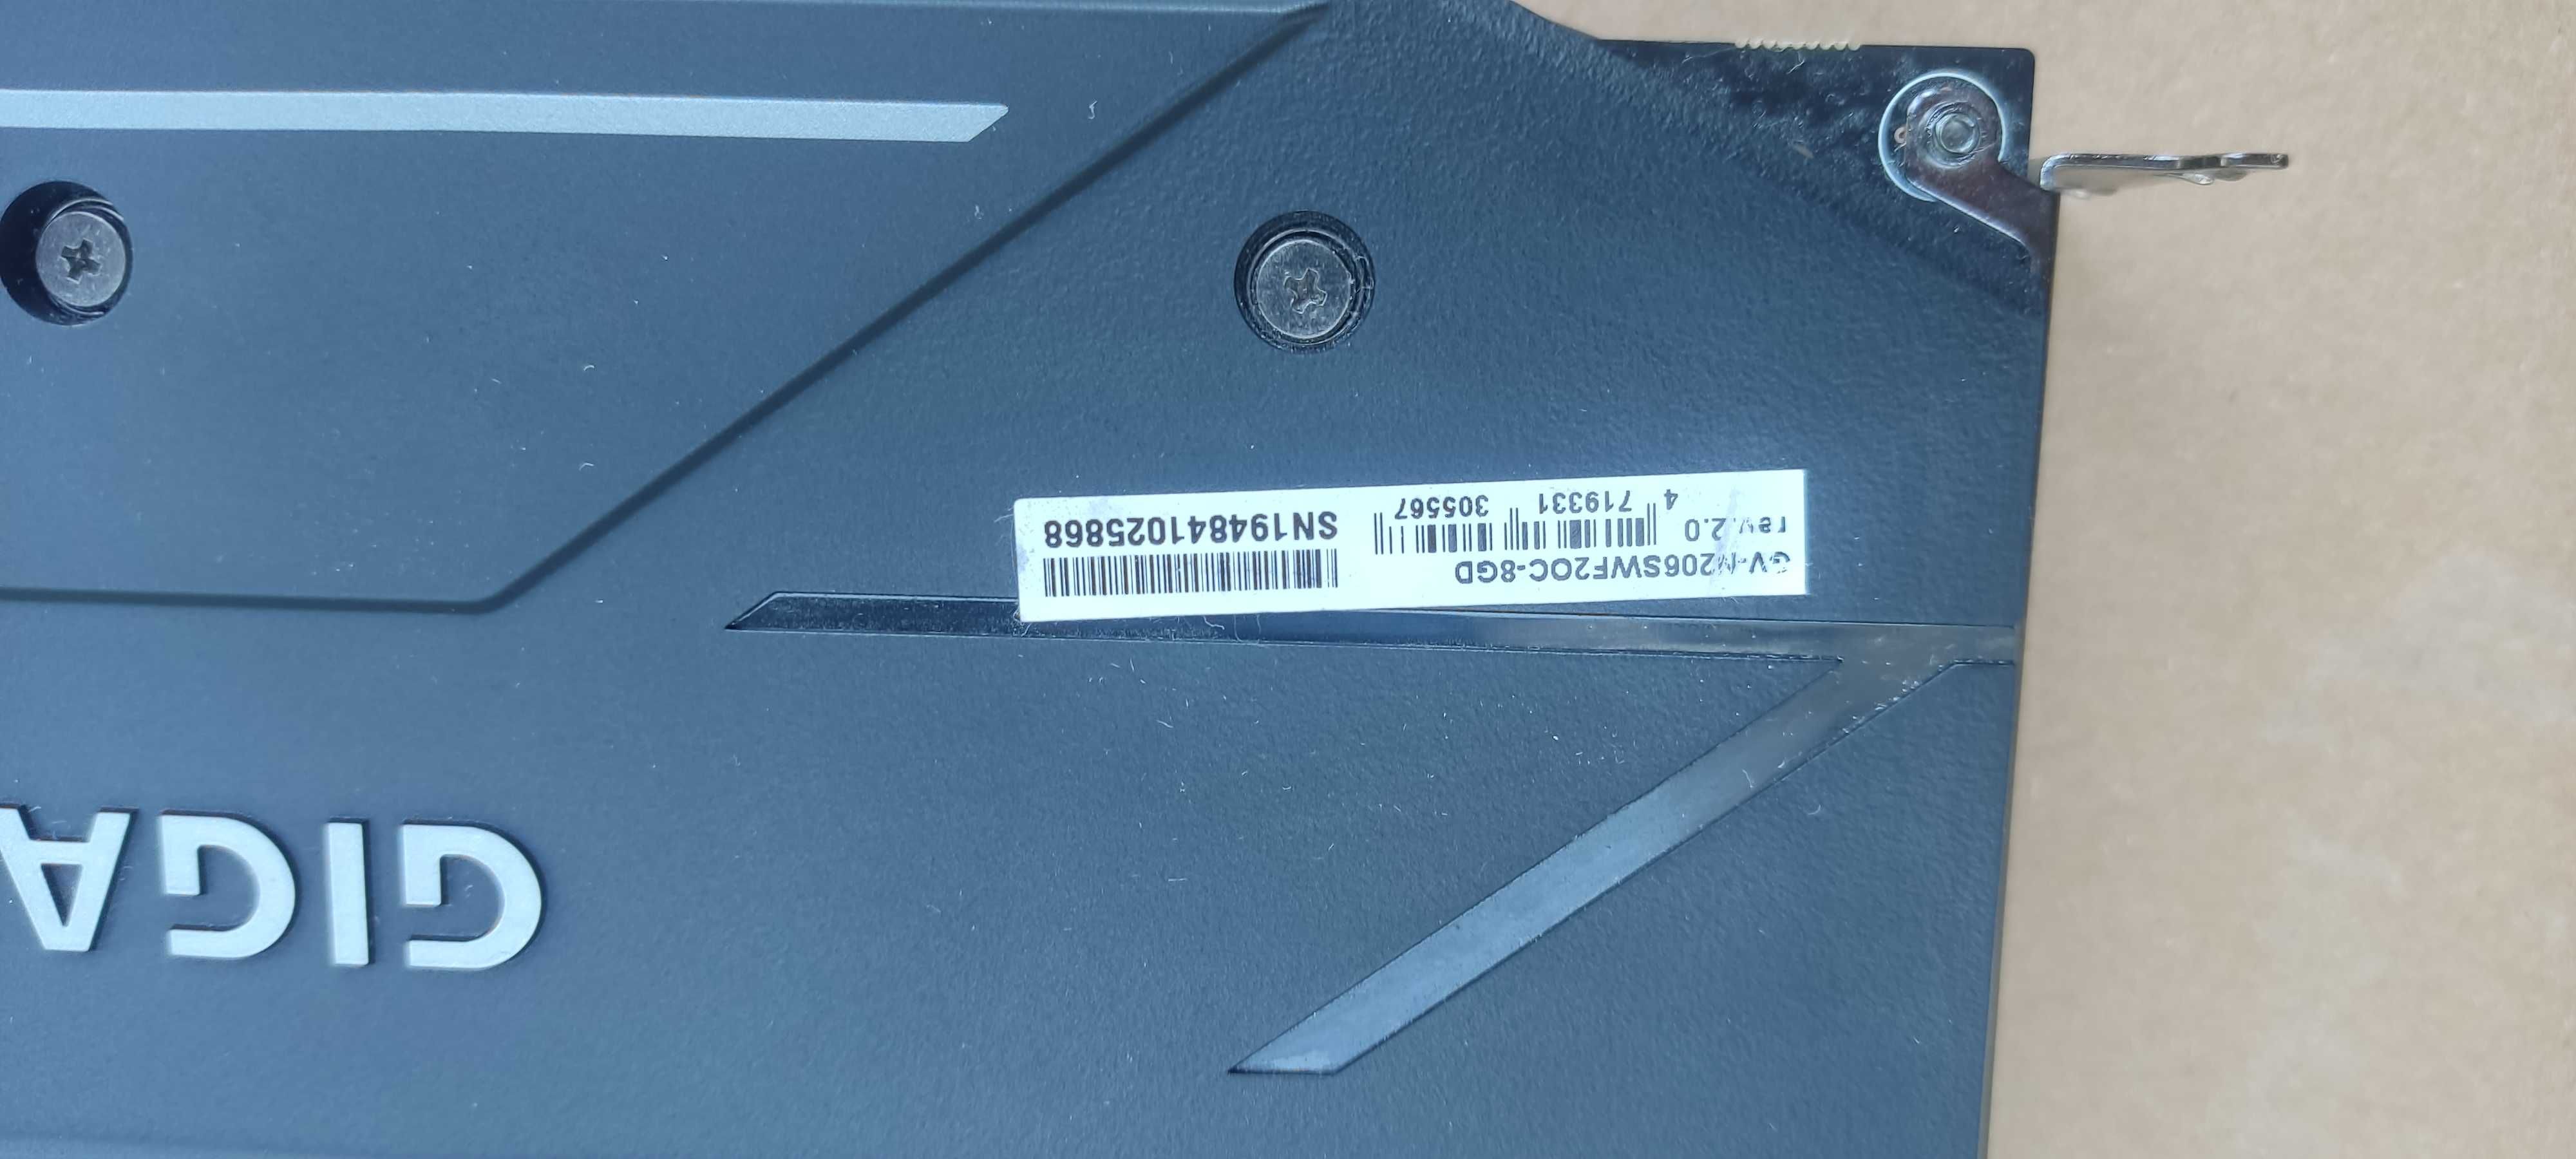 GV-N206SWF2OC-8GD
rev.2.0
4 719331 305567
SN194841025868
GIGA